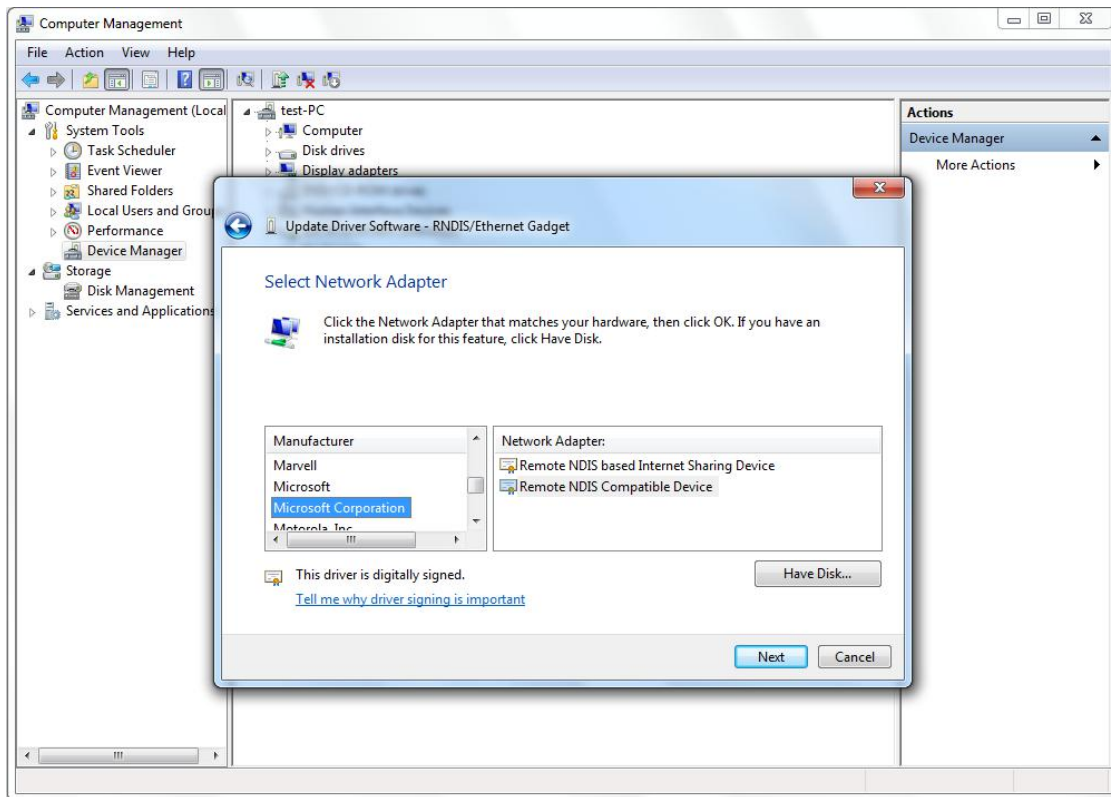 Computer Management
File Action View Help
Computer Management (Local
System Tools
Task Scheduler
Event Viewer
Shared Folders
Local Users and Group
Performance
Device Manager
Storage
Disk Management
Services and Applications
test-PC
Computer
Disk drives
Display adapters
Actions
Device Manager
More Actions
Update Driver Software - RNDIS/Ethernet Gadget
Select Network Adapter
Click the Network Adapter that matches your hardware, then click OK. If you have an
installation disk for this feature, click Have Disk.
Manufacturer
Marvell
Microsoft
Microsoft Corporation
Motorola, Inc.
Network Adapter:
Remote NDIS based Internet Sharing Device
Remote NDIS Compatible Device
This driver is digitally signed.
Tell me why driver signing is important
Have Disk...
Next
Cancel